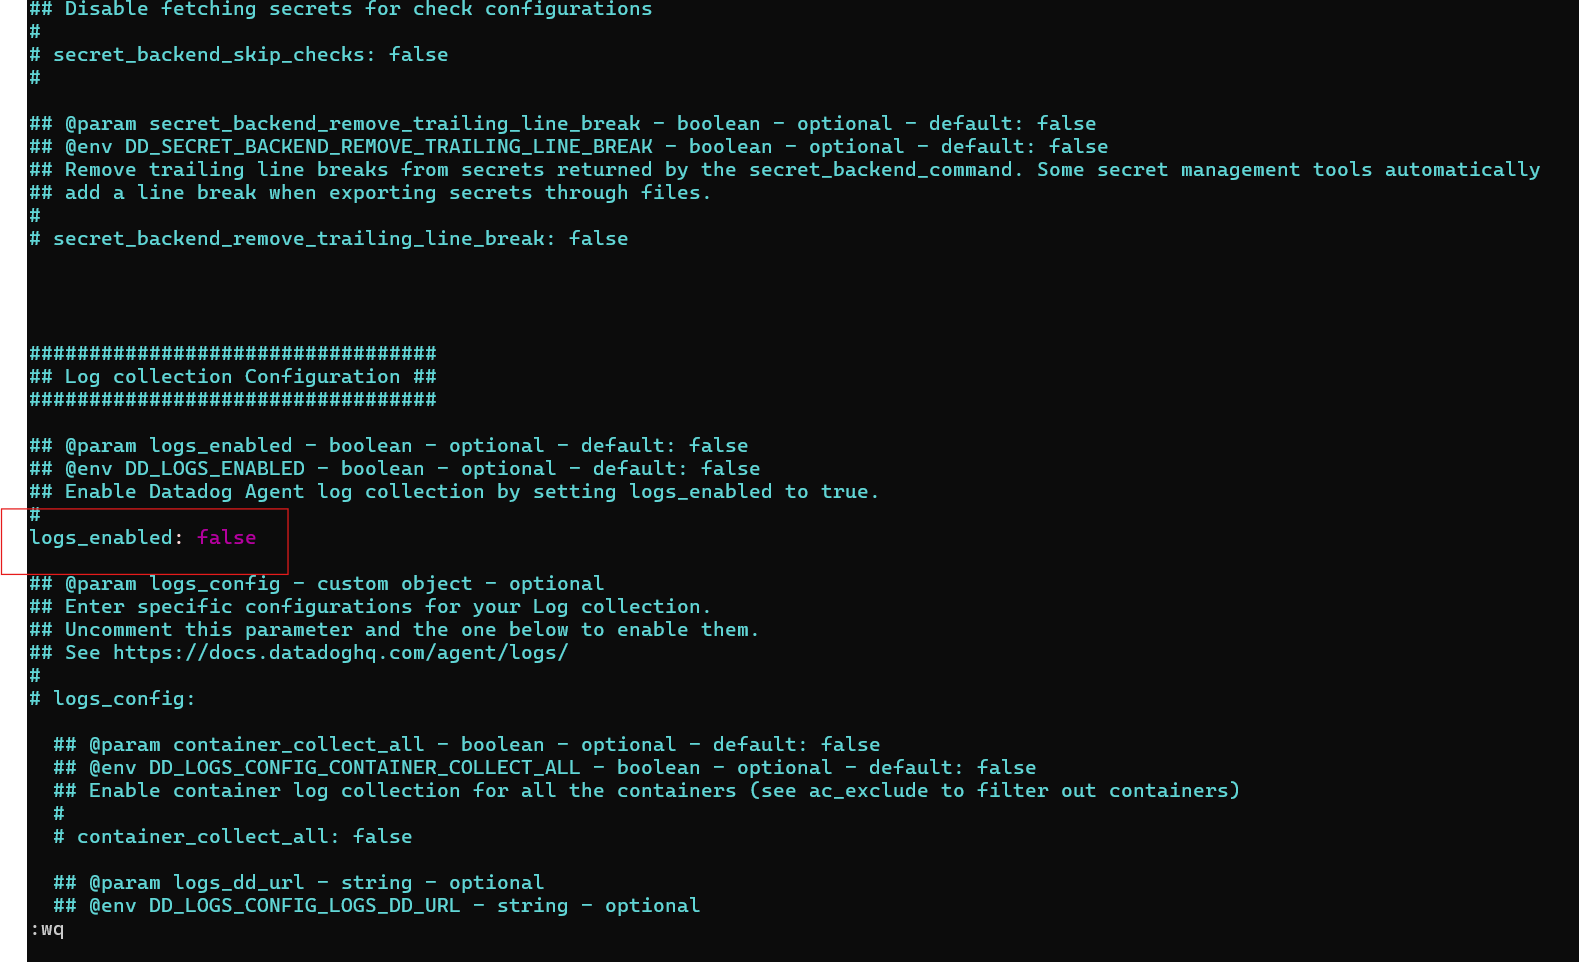 ## Disable fetching secrets for check configurations
#
# secret_backend_skip_checks: false
#
## @param secret_backend_remove_trailing_line_break - boolean - optional - default: false
## @env DD_SECRET_BACKEND_REMOVE_TRAILING_LINE_BREAK - boolean - optional - default: false
## Remove trailing line breaks from secrets returned by the secret_backend_command. Some secret management tools automatically
## add a line break when exporting secrets through files.
#
# secret_backend_remove_trailing_line_break: false
##################################
## Log collection Configuration ##
##################################
## @param logs_enabled - boolean - optional - default: false
## @env DD_LOGS_ENABLED - boolean - optional - default: false
## Enable Datadog Agent log collection by setting logs_enabled to true.
#
logs_enabled: false
## @param logs_config - custom object - optional
## Enter specific configurations for your Log collection.
## Uncomment this parameter and the one below to enable them.
## See https://docs.datadoghq.com/agent/logs/
#
# logs_config:
## @param container_collect_all - boolean - optional - default: false
## @env DD_LOGS_CONFIG_CONTAINER_COLLECT_ALL - boolean - optional - default: false
## Enable container log collection for all the containers (see ac_exclude to filter out containers)
#
# container_collect_all: false
## @param logs_dd_url - string - optional
## @env DD_LOGS_CONFIG_LOGS_DD_URL - string - optional
:wq